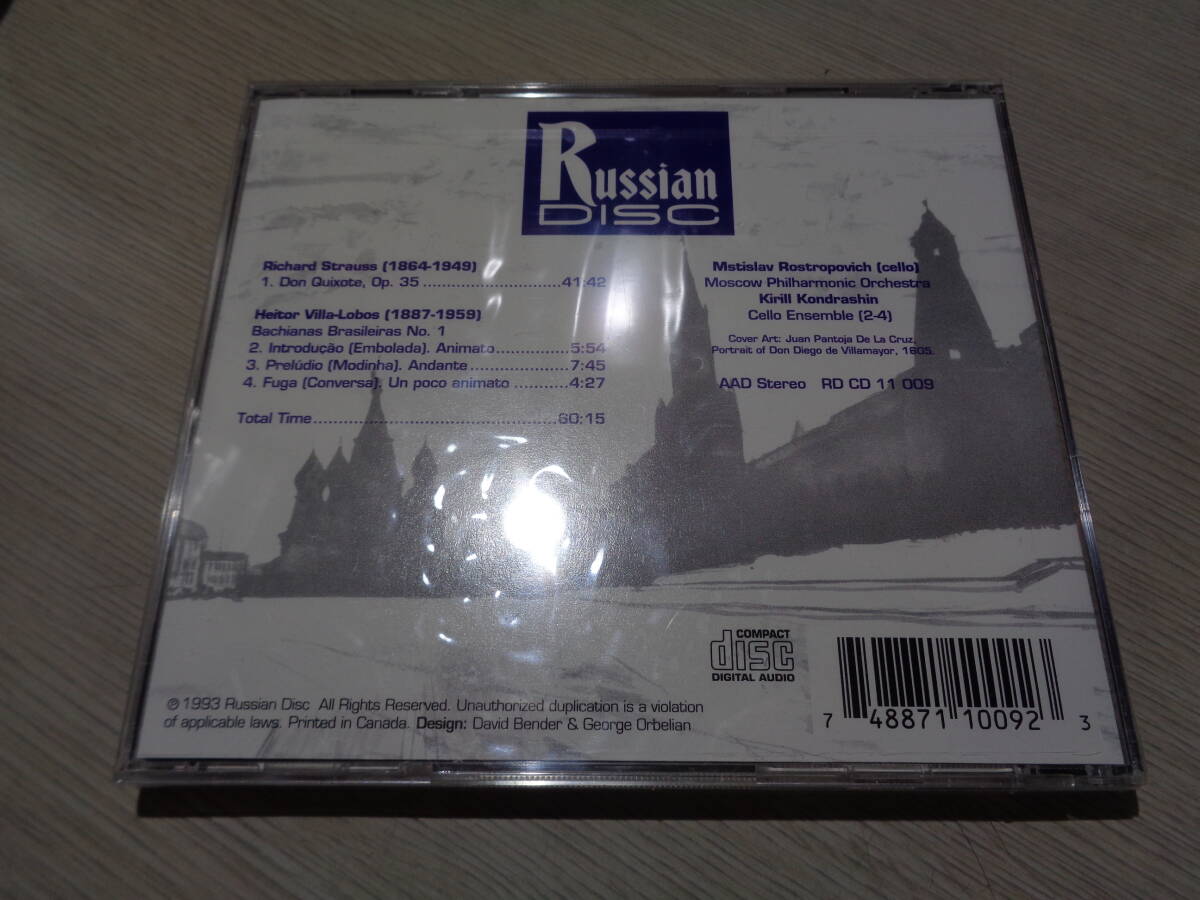 Russian
DISC
Richard Strauss (1864-1949)
1. Don Quixote, Op. 35 ........................41:42
Heitor Villa-Lobos (1887-1959)
Bachianas Brasileiras No. 1
2. Introdução (Embolada). Animato.................5:54
3. Prelúdio (Modinha). Andante.....................7:45
4. Fuga (Conversa). Un poco animato ..............4:27
Total Time..........................................60:15
Mstislav Rostropovich (cello)
Moscow Philharmonic Orchestra
Kirill Kondrashin
Cello Ensemble (2-4)
Cover Art: Juan Pantoja De La Cruz,
Portrait of Don Diego de Villamayor, 1605.
AAD Stereo RD CD 11 009
COMPACT
disc
DIGITAL AUDIO
℗ 1993 Russian Disc All Rights Reserved. Unauthorized duplication is a violation
of applicable laws. Printed in Canada. Design: David Bender & George Orbelian
7 48871 10092 3